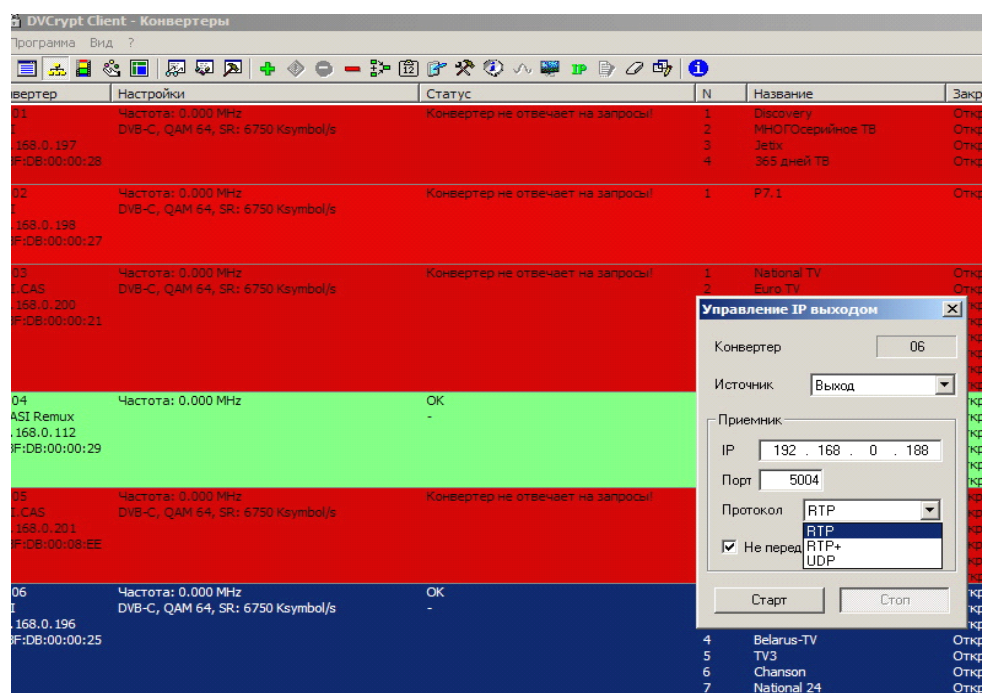 DVCrypt Client - Конвертеры
Программа Вид ?
IP
Настройки Статус N Название
Частота: 0.000 MHz Конвертер не отвечает на запросы! 1 Discovery
DVB-C, QAM 64, SR: 6750 Ksymbol/s 2 МНОГОсерийное ТВ
.168.0.197 3 Jetix
F:DB:00:00:28 4 365 дней ТВ
02 Частота: 0.000 MHz Конвертер не отвечает на запросы! 1 P7.1
DVB-C, QAM 64, SR: 6750 Ksymbol/s
.168.0.198
F:DB:00:00:27
03 Частота: 0.000 MHz Конвертер не отвечает на запросы! 1 National TV
I.CAS DVB-C, QAM 64, SR: 6750 Ksymbol/s 2 Euro TV
.168.0.200
F:DB:00:00:21
04 Частота: 0.000 MHz OK
ASI Remux -
.168.0.112
F:DB:00:00:29
05 Частота: 0.000 MHz Конвертер не отвечает на запросы!
I.CAS DVB-C, QAM 64, SR: 6750 Ksymbol/s
.168.0.201
F:DB:00:08:EE
06 Частота: 0.000 MHz OK
DVB-C, QAM 64, SR: 6750 Ksymbol/s -
.168.0.196
F:DB:00:00:25
4 Belarus-TV
5 TV3
6 Chanson
7 National 24
Управление IP выходом
Конвертер 06
Источник Выход
Приемник
IP 192 . 168 . 0 . 188
Порт 5004
Протокол RTP
RTP
Не перед RTP+
UDP
Старт Стоп